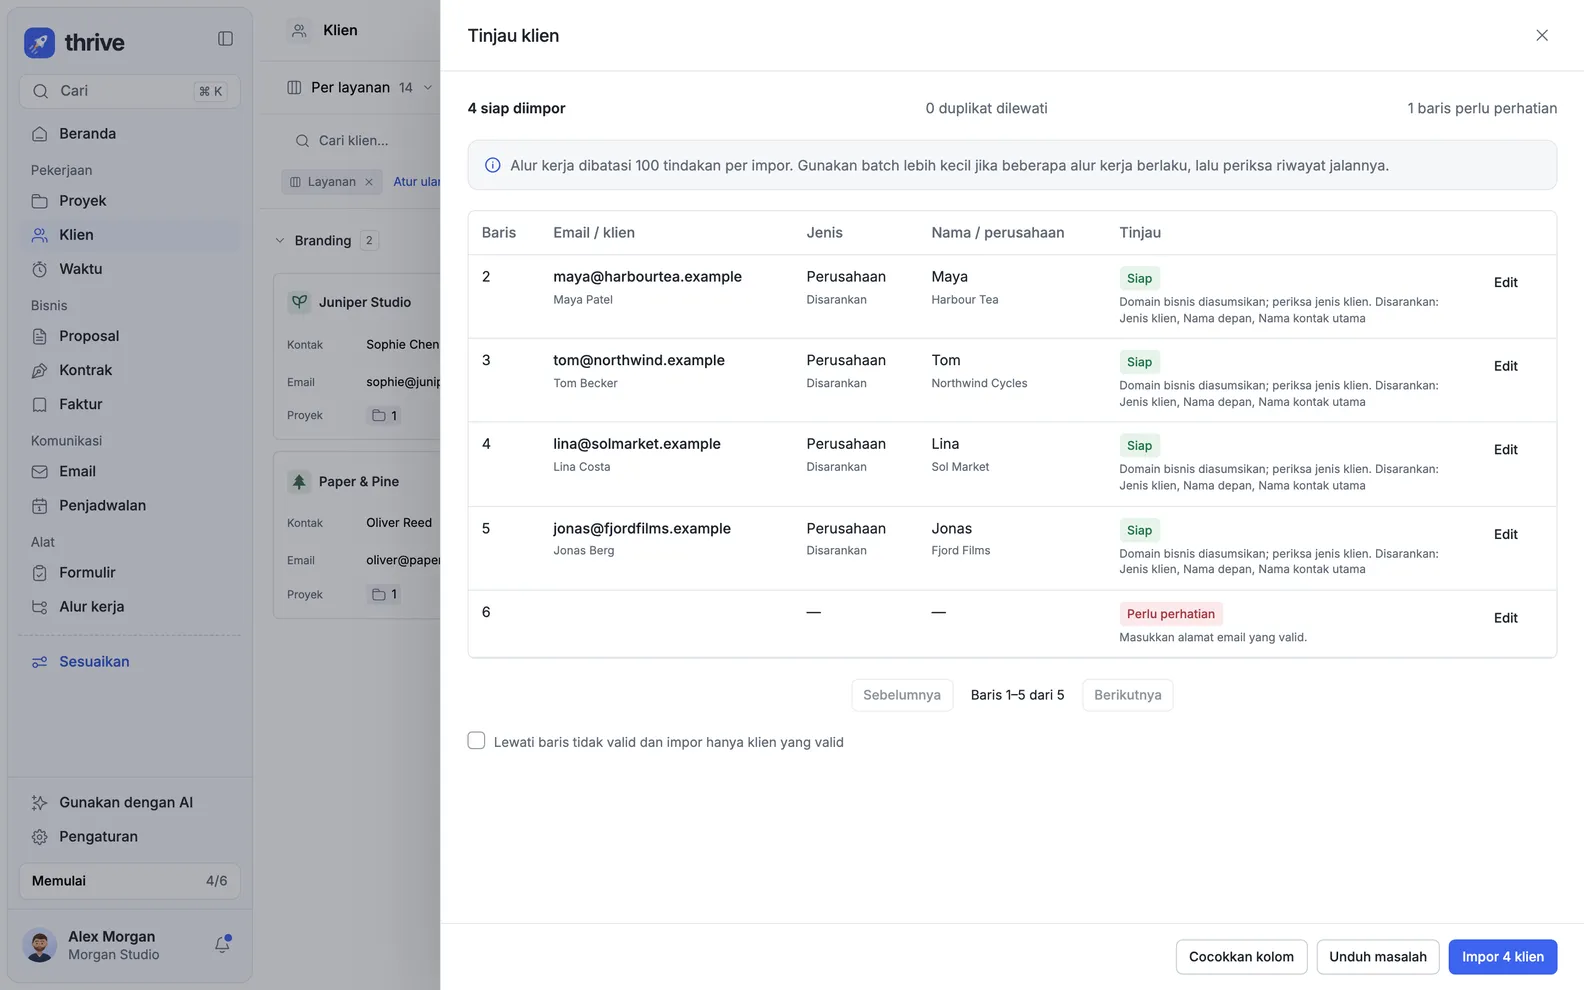 thrive
Cari
⌘ K
Beranda
Pekerjaan
Proyek
Klien
Waktu
Bisnis
Proposal
Kontrak
Faktur
Komunikasi
Email
Penjadwalan
Alat
Formulir
Alur kerja
Sesuaikan
Gunakan dengan AI
Pengaturan
Memulai 4/6
Alex Morgan
Morgan Studio
Klien
Per layanan 14
Cari klien...
Layanan
Atur ular
Branding 2
Juniper Studio
Kontak Sophie Chen
Email sophie@junip
Proyek 1
Paper & Pine
Kontak Oliver Reed
Email oliver@paper
Proyek 1
Tinjau klien
4 siap diimpor
0 duplikat dilewati
1 baris perlu perhatian
Alur kerja dibatasi 100 tindakan per impor. Gunakan batch lebih kecil jika beberapa alur kerja berlaku, lalu periksa riwayat jalannya.
Baris Email / klien Jenis Nama / perusahaan Tinjau
2 maya@harbourtea.example Perusahaan Maya Siap Edit
Maya Patel Disarankan Harbour Tea Domain bisnis diasumsikan; periksa jenis klien. Disarankan:
Jenis klien, Nama depan, Nama kontak utama
3 tom@northwind.example Perusahaan Tom Siap Edit
Tom Becker Disarankan Northwind Cycles Domain bisnis diasumsikan; periksa jenis klien. Disarankan:
Jenis klien, Nama depan, Nama kontak utama
4 lina@solmarket.example Perusahaan Lina Siap Edit
Lina Costa Disarankan Sol Market Domain bisnis diasumsikan; periksa jenis klien. Disarankan:
Jenis klien, Nama depan, Nama kontak utama
5 jonas@fjordfilms.example Perusahaan Jonas Siap Edit
Jonas Berg Disarankan Fjord Films Domain bisnis diasumsikan; periksa jenis klien. Disarankan:
Jenis klien, Nama depan, Nama kontak utama
6 — — Perlu perhatian Edit
Masukkan alamat email yang valid.
Sebelumnya Baris 1–5 dari 5 Berikutnya
Lewati baris tidak valid dan impor hanya klien yang valid
Cocokkan kolom Unduh masalah Impor 4 klien